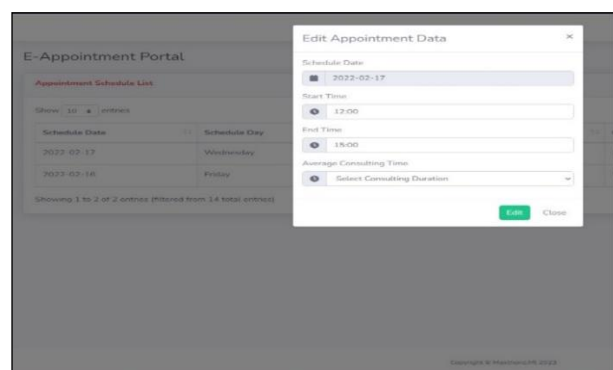 Edit Appointment Data ×
E-Appointment Portal
Schedule Date
Appointment Schedule List
2022-02-17
Start Time
Show 10 entries
12:00
Schedule Date Schedule Day
End Time
15:00
2022-02-17 Wednesday
Average Consulting Time
Select Consulting Duration
2022-02-18 Friday
Showing 1 to 2 of 2 entries (filtered from 14 total entries)
Edit Close
Copyright ©
2022